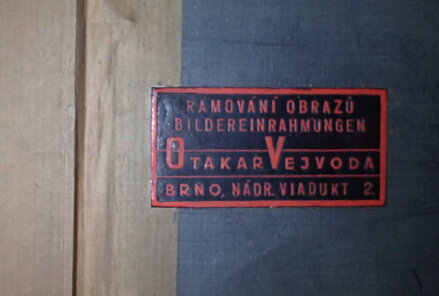 RÁMOVÁNÍ OBRAZŮ
BILDEREINRAHMUNGEN
OTAKAR VEJVODA
BRNO, NÁDR. VIADUKT 2.